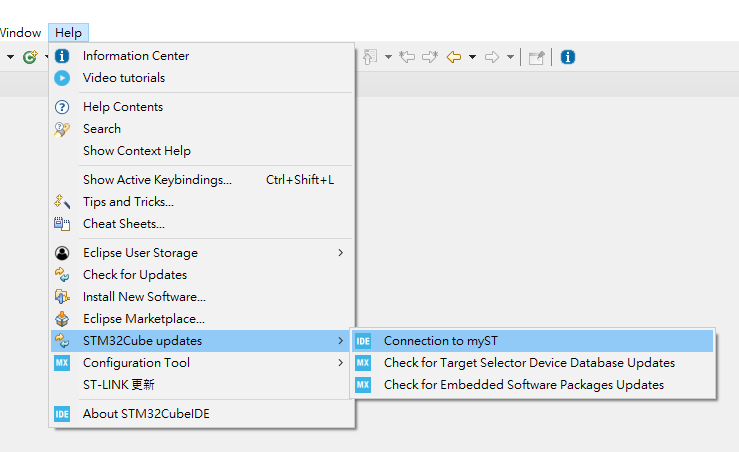 Window Help
Information Center
Video tutorials
Help Contents
Search
Show Context Help
Show Active Keybindings... Ctrl+Shift+L
Tips and Tricks...
Cheat Sheets...
Eclipse User Storage
Check for Updates
Install New Software...
Eclipse Marketplace...
STM32Cube updates
MX Configuration Tool
ST-LINK 更新
IDE About STM32CubeIDE
IDE Connection to myST
MX Check for Target Selector Device Database Updates
MX Check for Embedded Software Packages Updates